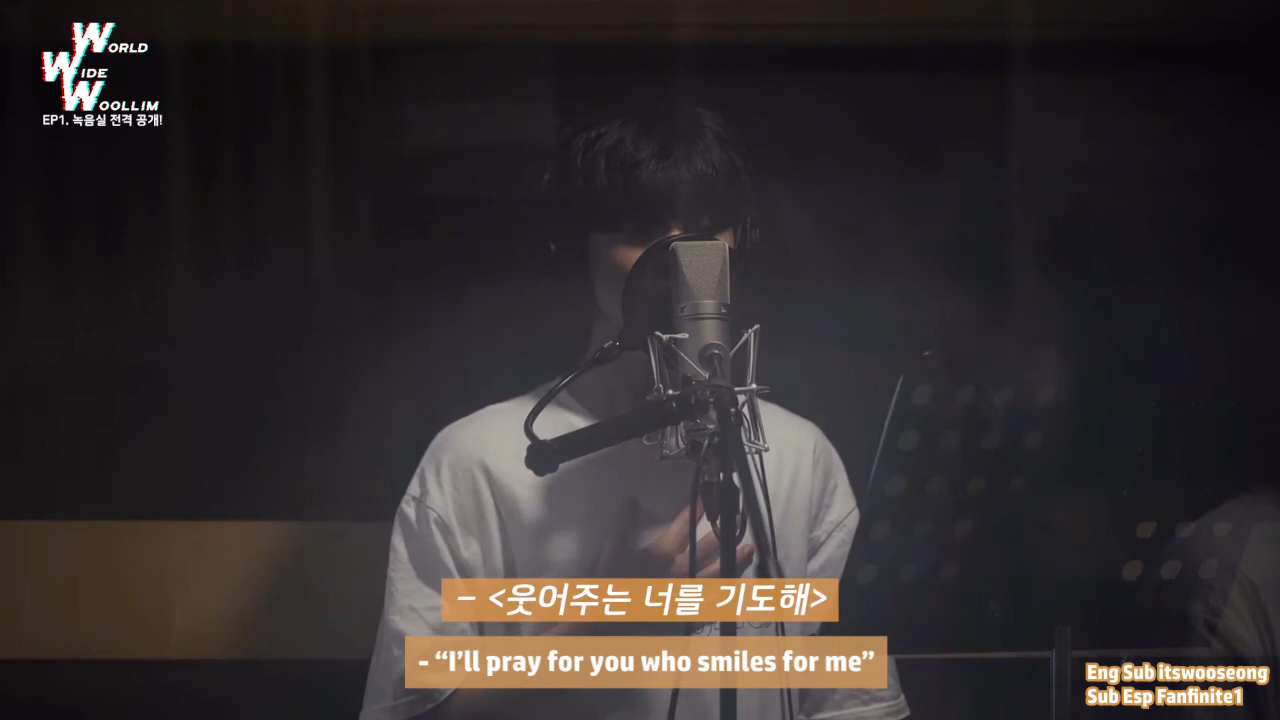 WORLD
WIDE
WOOLLIM
EP1. 녹음실 전격 공개!
- <웃어주는 너를 기도해>
- “I’ll pray for you who smiles for me”
Eng Sub itswooseong
Sub Esp Fanfinite1